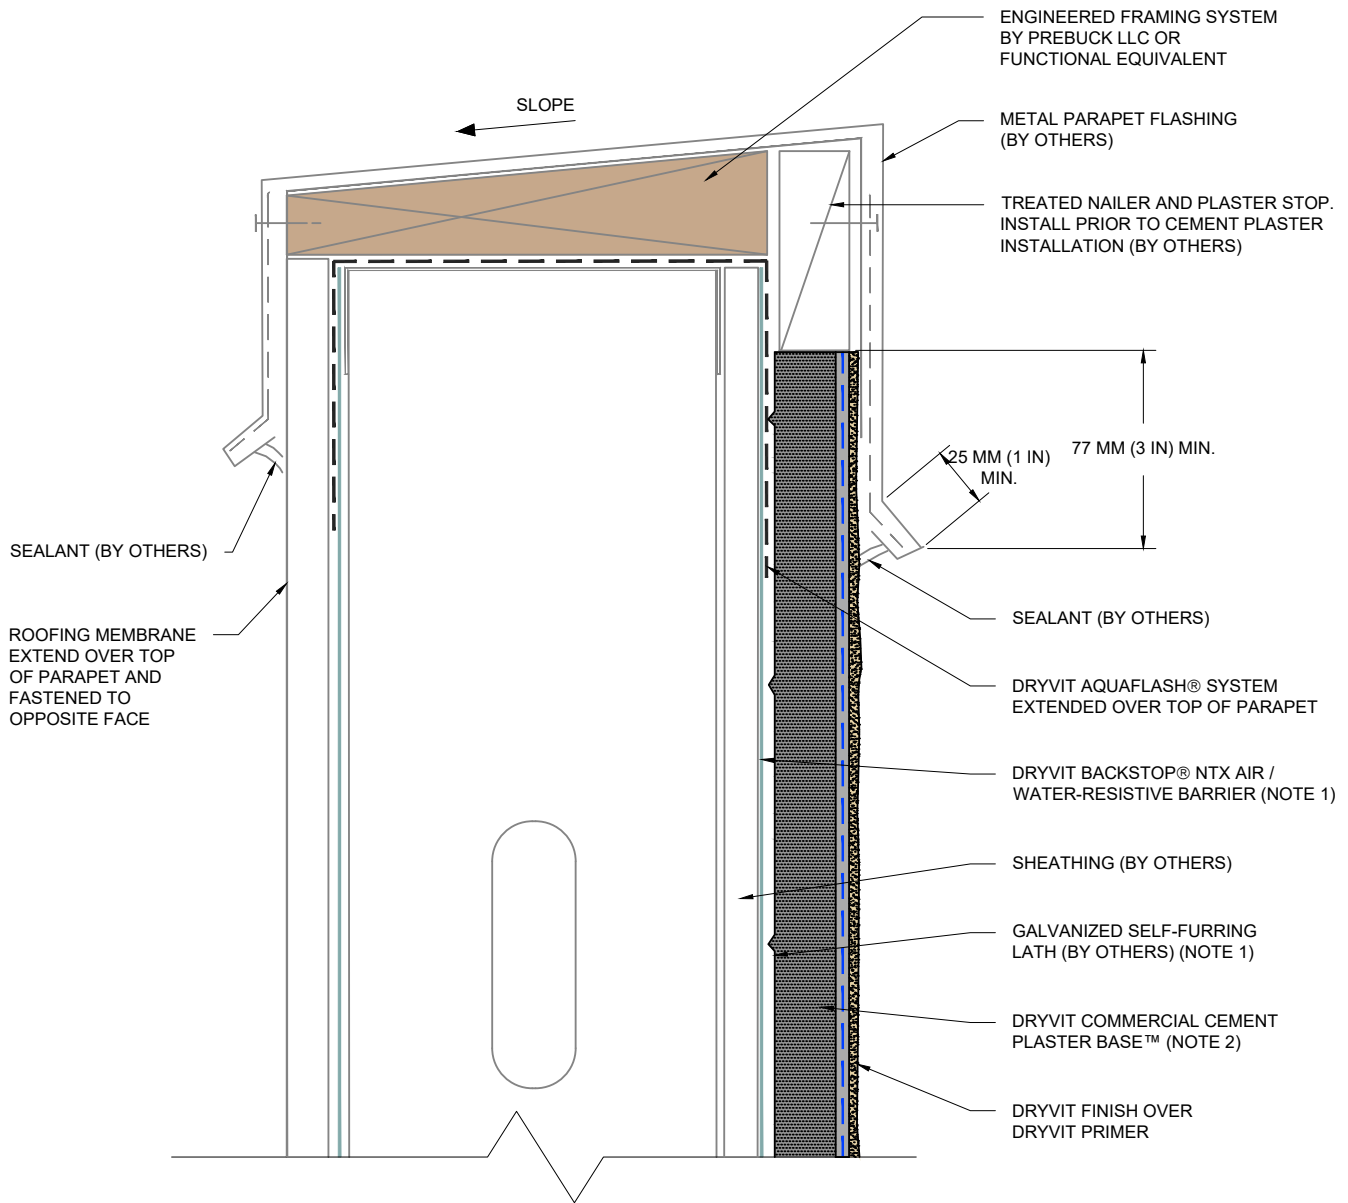 ENGINEERED FRAMING SYSTEM
BY PREBUCK LLC OR
FUNCTIONAL EQUIVALENT
SLOPE
METAL PARAPET FLASHING
(BY OTHERS)
TREATED NAILER AND PLASTER STOP.
INSTALL PRIOR TO CEMENT PLASTER
INSTALLATION (BY OTHERS)
25 MM (1 IN)
MIN.
77 MM (3 IN) MIN.
SEALANT (BY OTHERS)
ROOFING MEMBRANE
EXTEND OVER TOP
OF PARAPET AND
FASTENED TO
OPPOSITE FACE
SEALANT (BY OTHERS)
DRYVIT AQUAFLASH® SYSTEM
EXTENDED OVER TOP OF PARAPET
DRYVIT BACKSTOP® NTX AIR /
WATER-RESISTIVE BARRIER (NOTE 1)
SHEATHING (BY OTHERS)
GALVANIZED SELF-FURRING
LATH (BY OTHERS) (NOTE 1)
DRYVIT COMMERCIAL CEMENT
PLASTER BASE™ (NOTE 2)
DRYVIT FINISH OVER
DRYVIT PRIMER